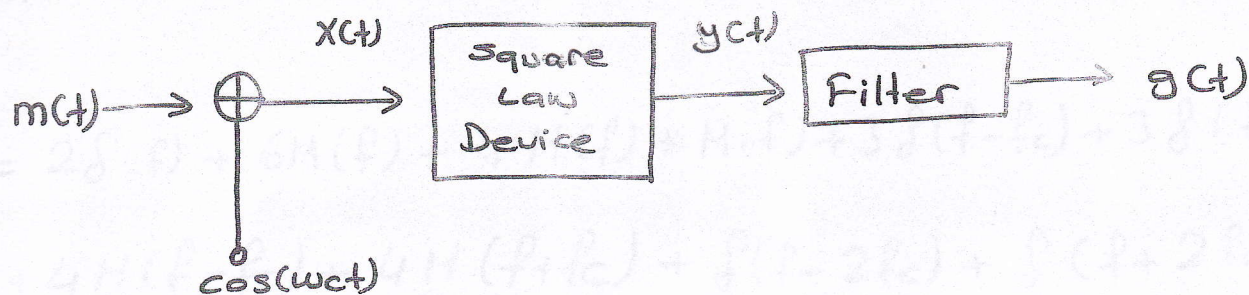 x(t)
y(t)
Square
Law
Device
Filter
m(t)
g(t)
cos(wct)